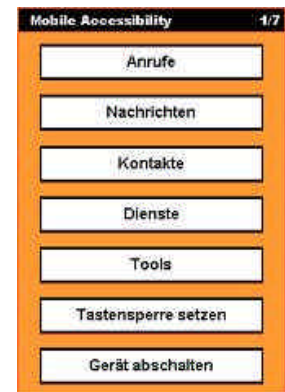 Mobile Accessibility 1/7
Anrufe
Nachrichten
Kontakte
Dienste
Tools
Tastensperre setzen
Gerät abschalten